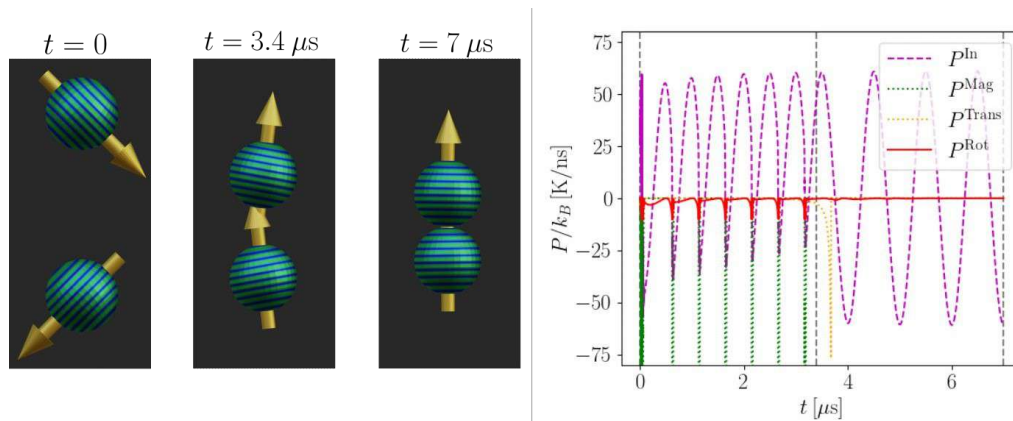 t = 0
t = 3.4 μs
t = 7 μs
75
50
25
0
−25
−50
−75
P/k_B [K/ns]
P^In
P^Mag
P^Trans
P^Rot
0 2 4 6
t [μs]